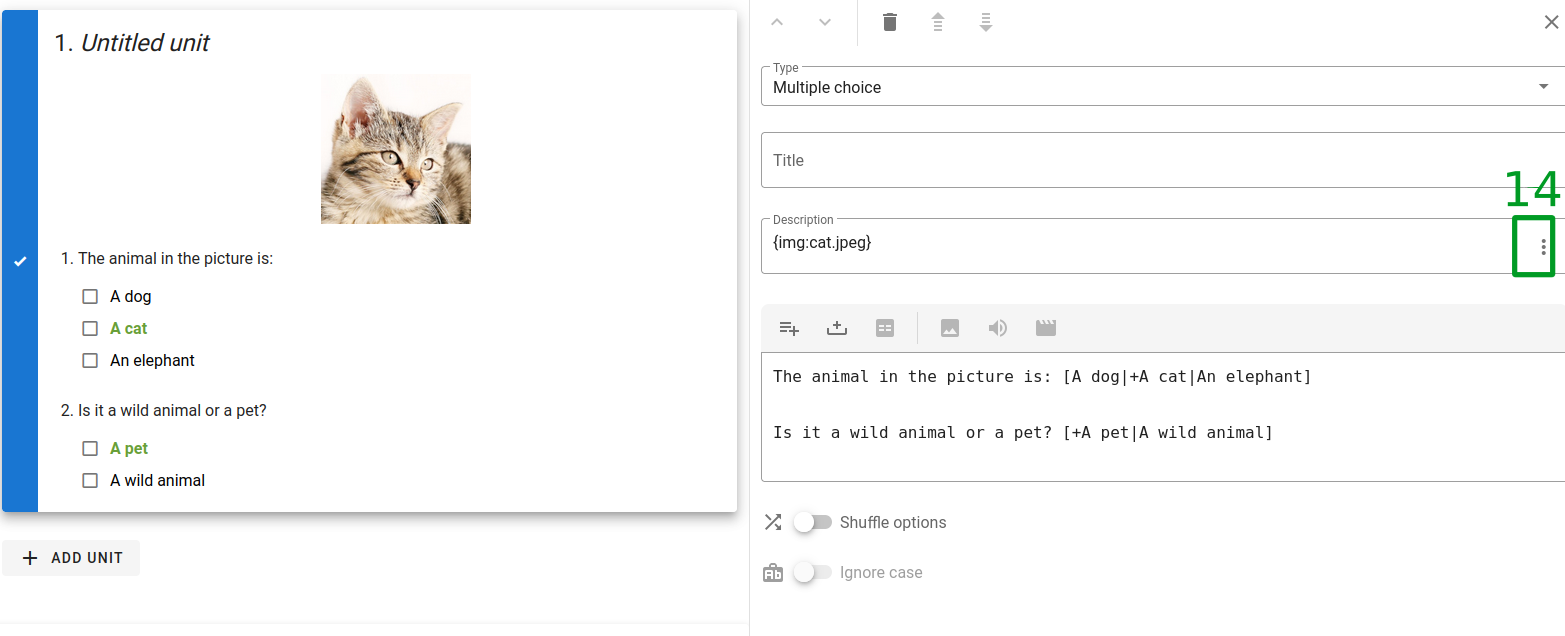 1. Untitled unit
1. The animal in the picture is:
A dog
A cat
An elephant
2. Is it a wild animal or a pet?
A pet
A wild animal
ADD UNIT
Type
Multiple choice
Title
14
Description
{img:cat.jpeg}
The animal in the picture is: [A dog|+A cat|An elephant]
Is it a wild animal or a pet? [+A pet|A wild animal]
Shuffle options
Ab
Ignore case